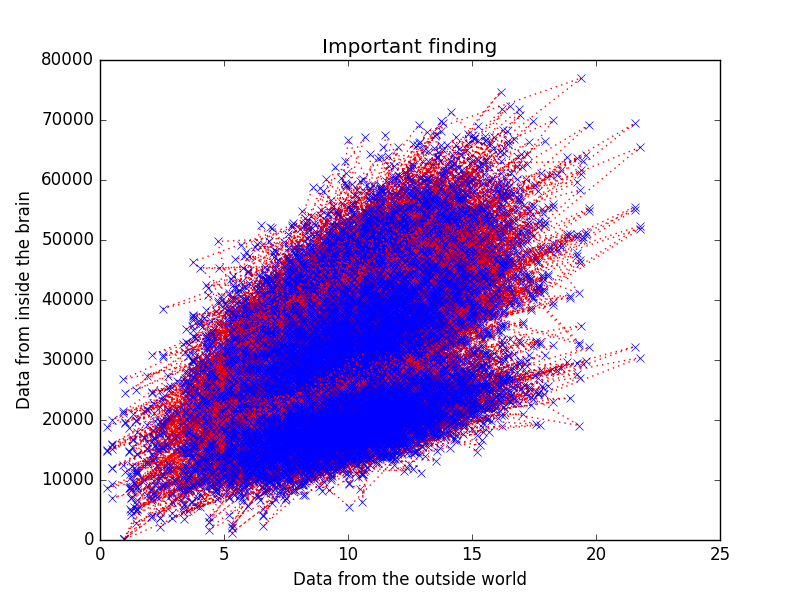 Important finding
80000
70000
60000
50000
40000
30000
20000
10000
0
Data from inside the brain
0 5 10 15 20 25
Data from the outside world